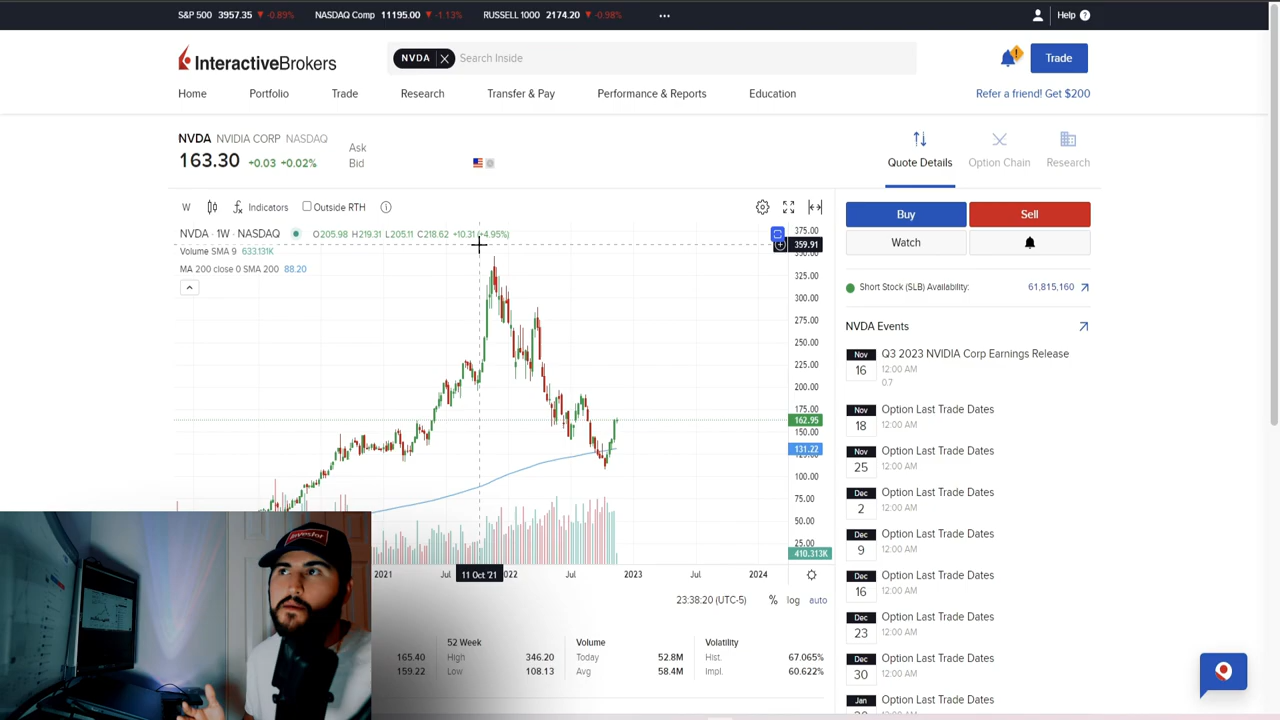 S&P 500 3957.35 ▼ -0.89% NASDAQ Comp 11195.00 ▼ -1.13% RUSSELL 1000 2174.20 ▼ -0.98% •••
Help ?
InteractiveBrokers
NVDA X Search Inside
Trade
Home Portfolio Trade Research Transfer & Pay Performance & Reports Education
Refer a friend! Get $200
NVDA NVIDIA CORP NASDAQ
163.30 +0.03 +0.02%
Ask
Bid
Quote Details Option Chain Research
W Indicators Outside RTH
NVDA · 1W · NASDAQ O205.98 H219.31 L205.11 C218.62 +10.31 (+4.95%)
Volume SMA 9 633.131K
MA 200 close 0 SMA 200 88.20
375.00
359.91
325.00
300.00
275.00
250.00
225.00
200.00
175.00
162.95
150.00
131.22
100.00
75.00
50.00
25.00
410.313K
2021 Jul 11 Oct '21 2022 Jul 2023 Jul 2024
23:38:20 (UTC-5) % log auto
52 Week Volume Volatility
165.40 High 346.20 Today 52.8M Hist. 67.065%
159.22 Low 108.13 Avg 58.4M Impl. 60.622%
Buy Sell
Watch
Short Stock (SLB) Availability: 61,815,160
NVDA Events
Nov 16 Q3 2023 NVIDIA Corp Earnings Release
12:00 AM
0.7
Nov 18 Option Last Trade Dates
12:00 AM
Nov 25 Option Last Trade Dates
12:00 AM
Dec 2 Option Last Trade Dates
12:00 AM
Dec 9 Option Last Trade Dates
12:00 AM
Dec 16 Option Last Trade Dates
12:00 AM
Dec 23 Option Last Trade Dates
12:00 AM
Dec 30 Option Last Trade Dates
12:00 AM
Jan Option Last Trade Dates
investor